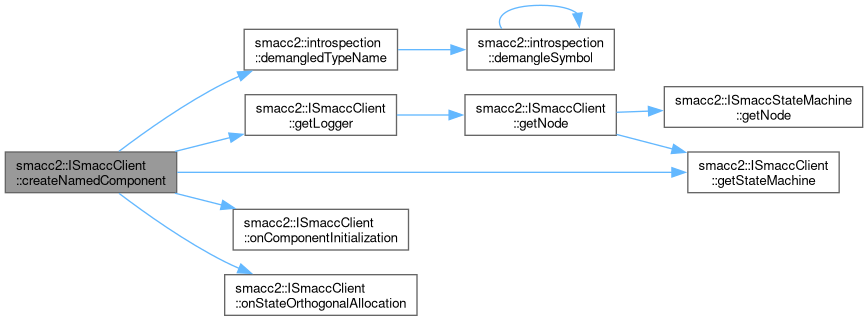 smacc2::introspection
::demangledTypeName
smacc2::introspection
::demangleSymbol
smacc2::ISmaccClient
::getLogger
smacc2::ISmaccClient
::getNode
smacc2::ISmaccStateMachine
::getNode
smacc2::ISmaccClient
::createNamedComponent
smacc2::ISmaccClient
::getStateMachine
smacc2::ISmaccClient
::onComponentInitialization
smacc2::ISmaccClient
::onStateOrthogonalAllocation